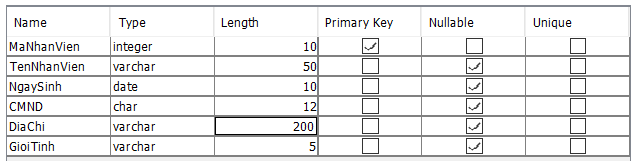 Name Type Length Primary Key Nullable Unique
MaNhanVien integer 10
TenNhanVien varchar 50
NgaySinh date 10
CMND char 12
DiaChi varchar 200
GioiTinh varchar 5